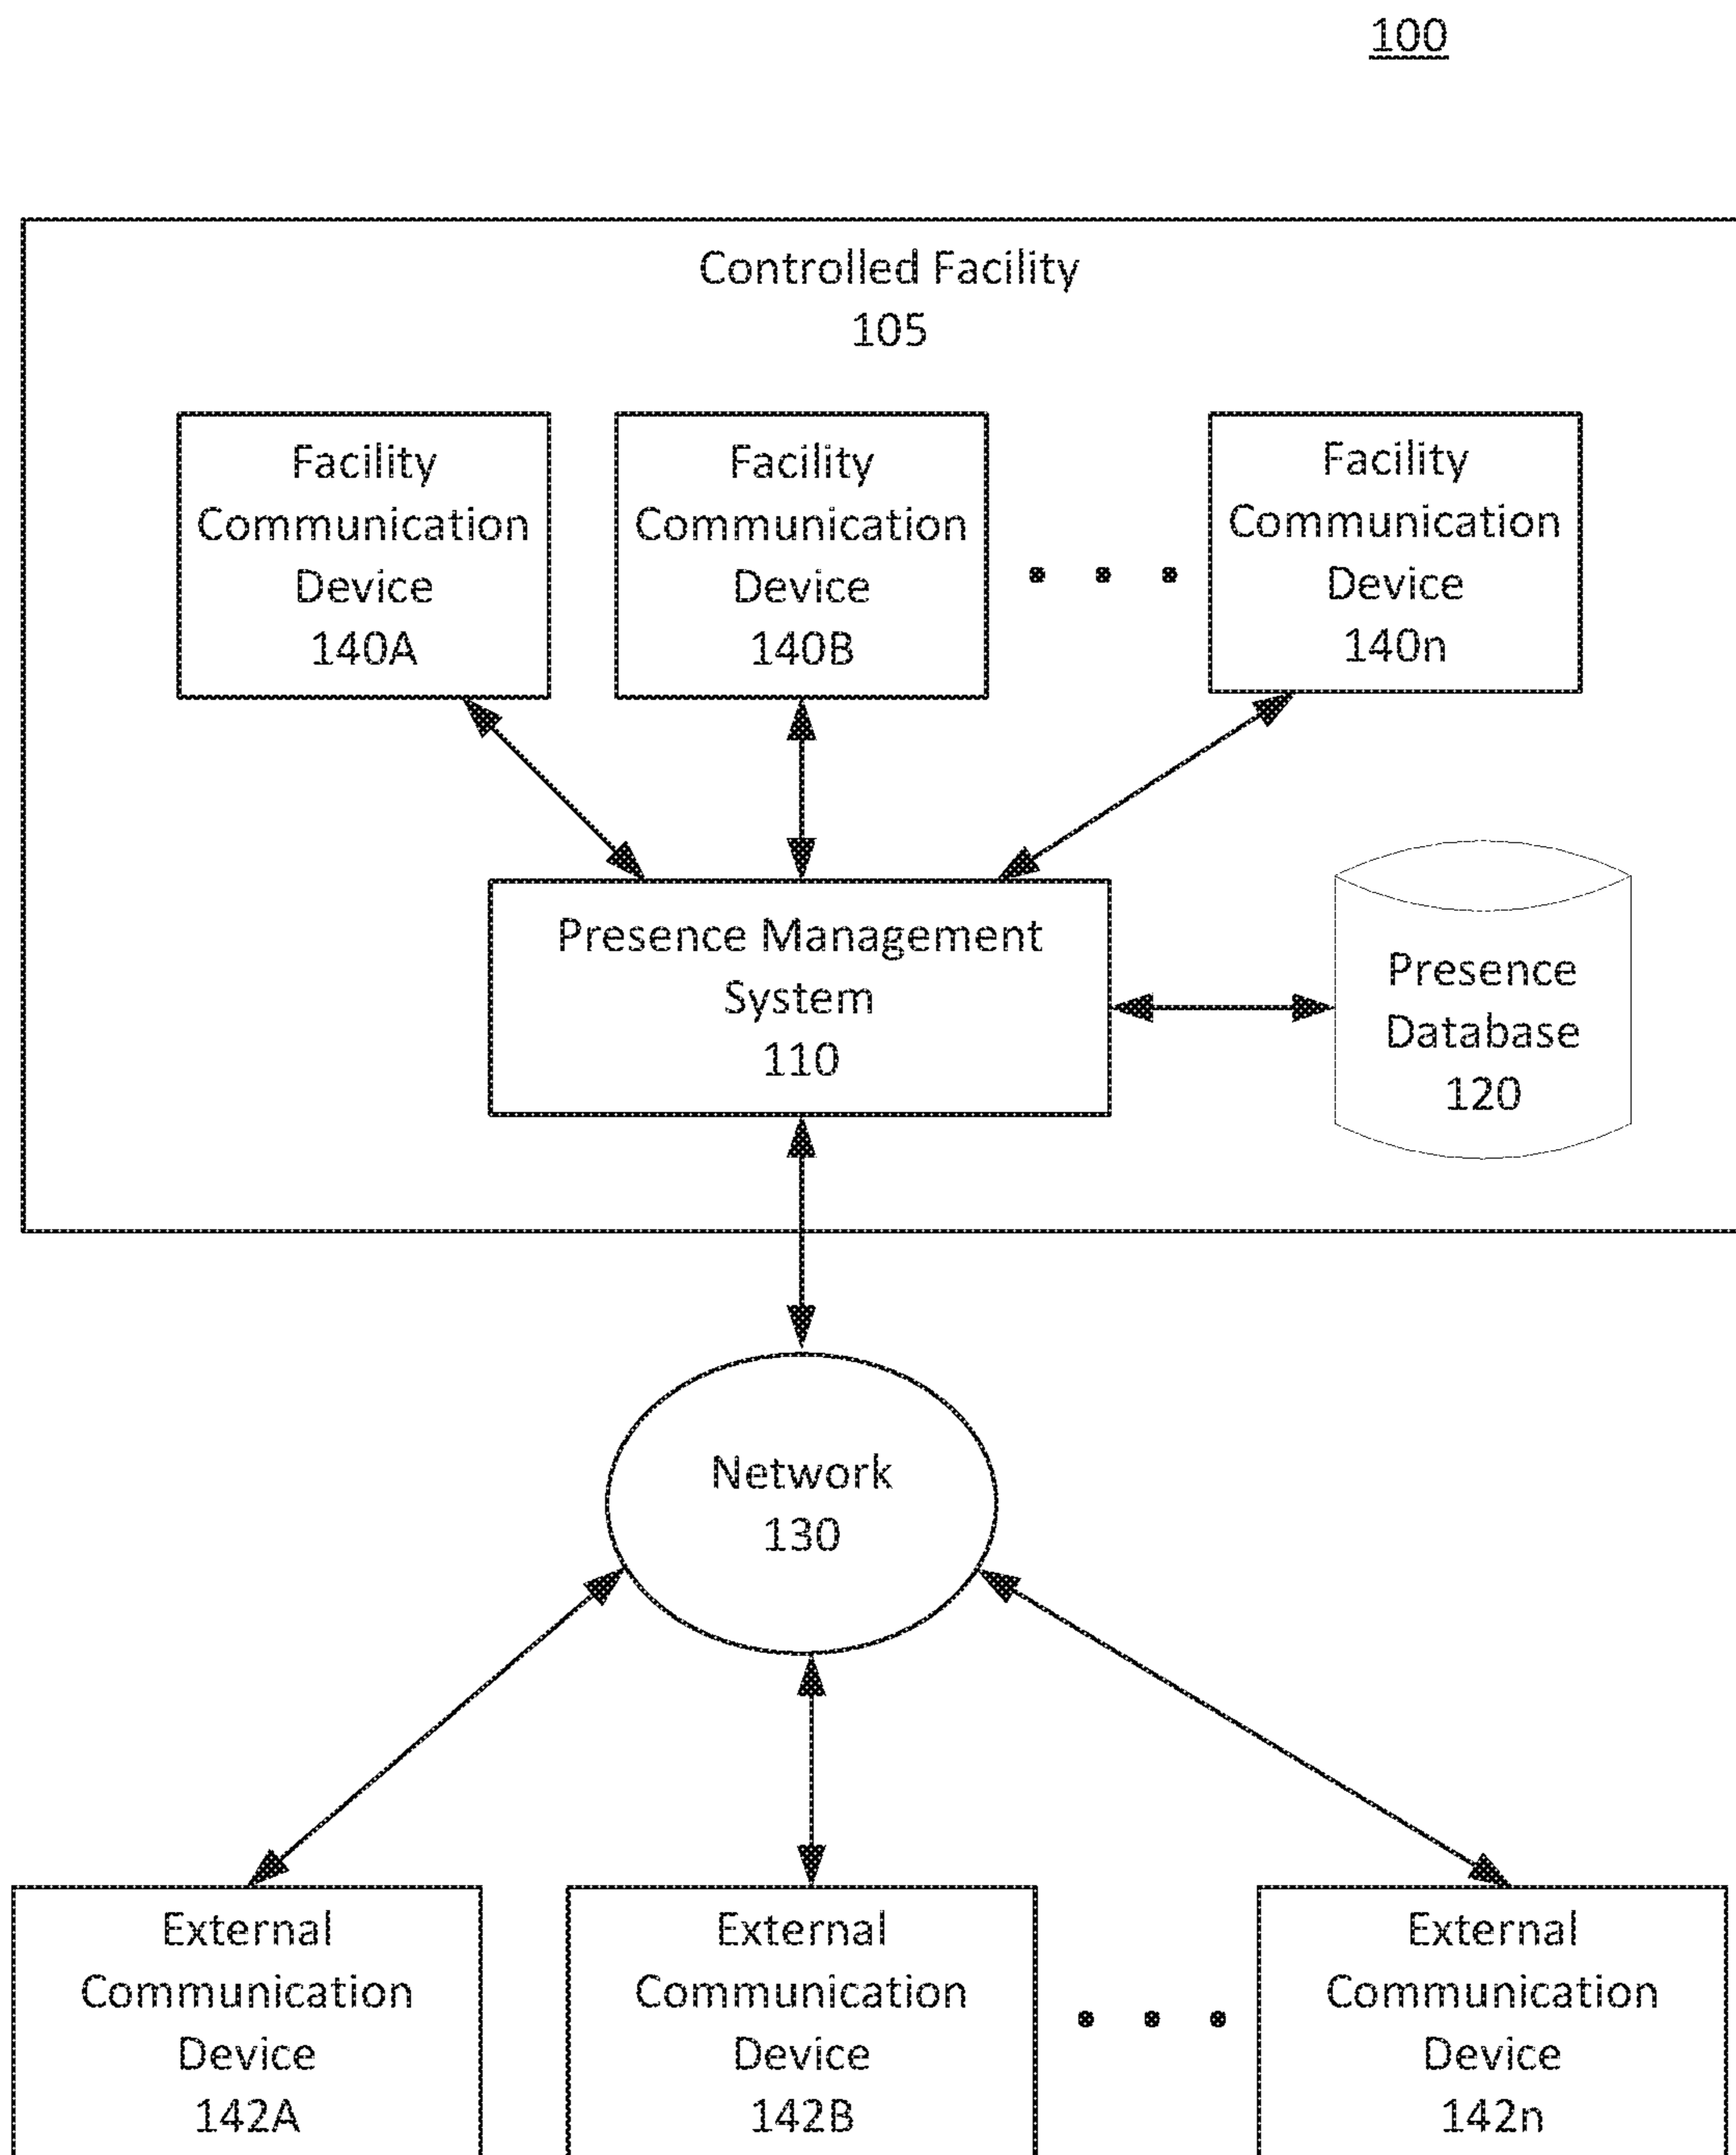 100
Controlled Facility
105
Facility
Communication
Device
140A
Facility
Communication
Device
140B
Facility
Communication
Device
140n
Presence Management
System
110
Presence
Database
120
Network
130
External
Communication
Device
142A
External
Communication
Device
142B
External
Communication
Device
142n